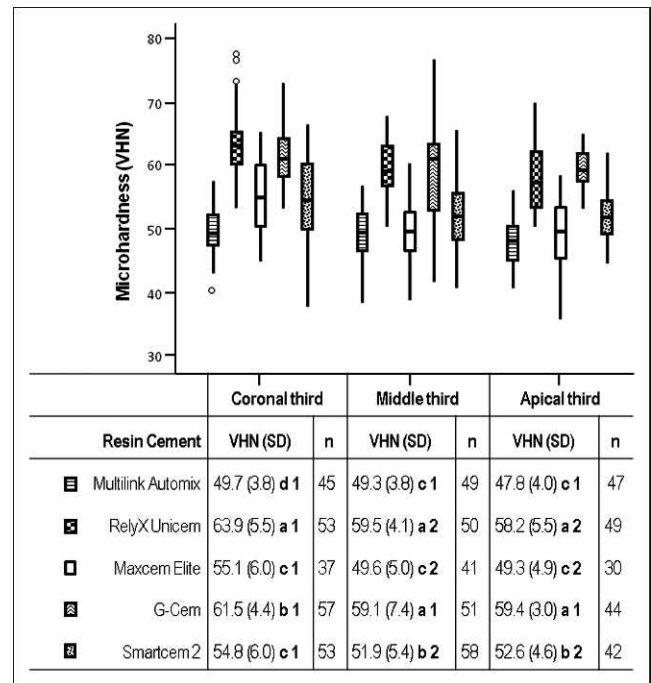 80
70
60
50
40
30
Microhardness (VHN)
Coronal third Middle third Apical third
Resin Cement VHN (SD) n VHN (SD) n VHN (SD) n
Multilink Automix 49.7 (3.8) d 1 45 49.3 (3.8) c 1 49 47.8 (4.0) c 1 47
RelyX Unicem 63.9 (5.5) a 1 53 59.5 (4.1) a 2 50 58.2 (5.5) a 2 49
Maxcem Elite 55.1 (6.0) c 1 37 49.6 (5.0) c 2 41 49.3 (4.9) c 2 30
G-Cem 61.5 (4.4) b 1 57 59.1 (7.4) a 1 51 59.4 (3.0) a 1 44
Smartcem 2 54.8 (6.0) c 1 53 51.9 (5.4) b 2 58 52.6 (4.6) b 2 42